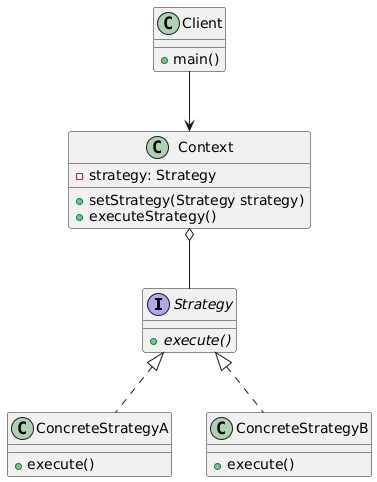 C Client
main()
C Context
strategy: Strategy
setStrategy(Strategy strategy)
executeStrategy()
I Strategy
execute()
C ConcreteStrategyA
execute()
C ConcreteStrategyB
execute()